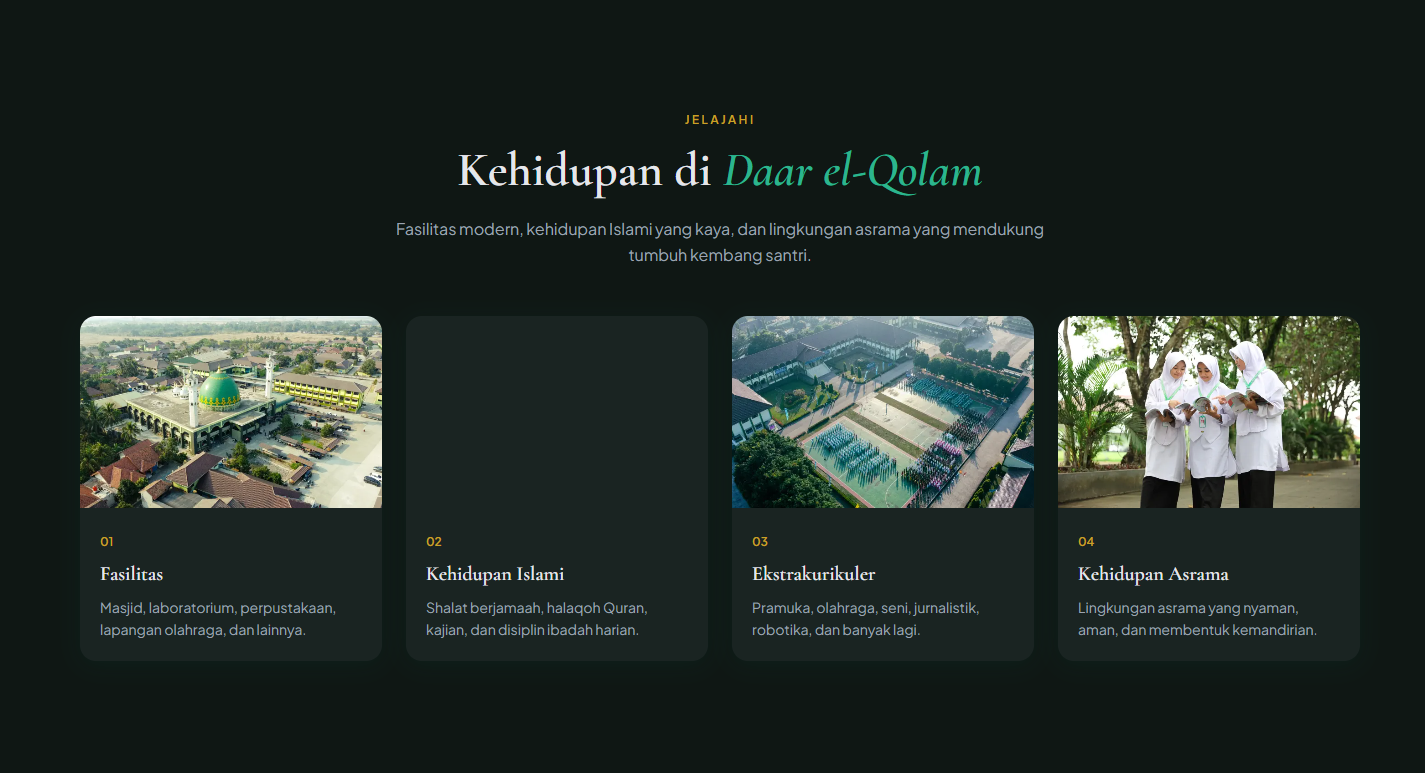 JELAJAHI
Kehidupan di Daar el-Qolam
Fasilitas modern, kehidupan Islami yang kaya, dan lingkungan asrama yang mendukung
tumbuh kembang santri.
01
Fasilitas
Masjid, laboratorium, perpustakaan,
lapangan olahraga, dan lainnya.
02
Kehidupan Islami
Shalat berjamaah, halaqoh Quran,
kajian, dan disiplin ibadah harian.
03
Ekstrakurikuler
Pramuka, olahraga, seni, jurnalistik,
robotika, dan banyak lagi.
04
Kehidupan Asrama
Lingkungan asrama yang nyaman,
aman, dan membentuk kemandirian.